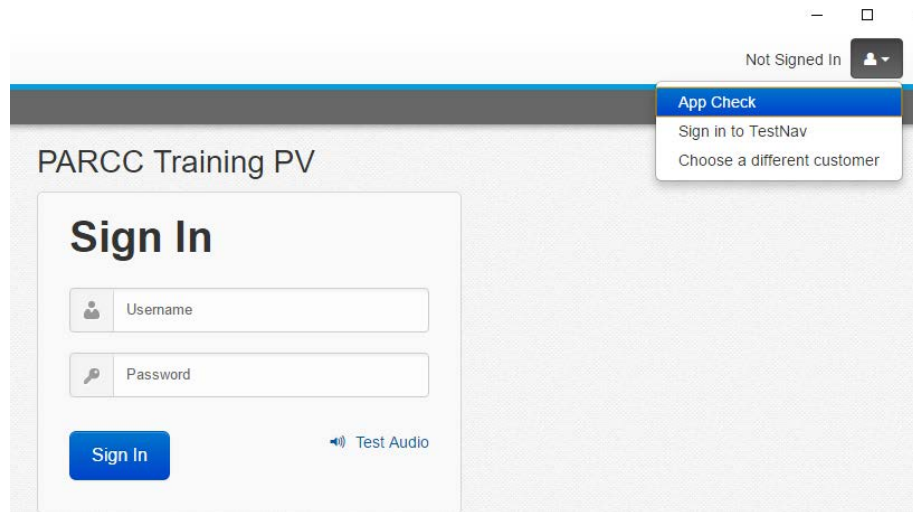 Not Signed In
App Check
Sign in to TestNav
Choose a different customer
PARCC Training PV
Sign In
Username
Password
Sign In
Test Audio